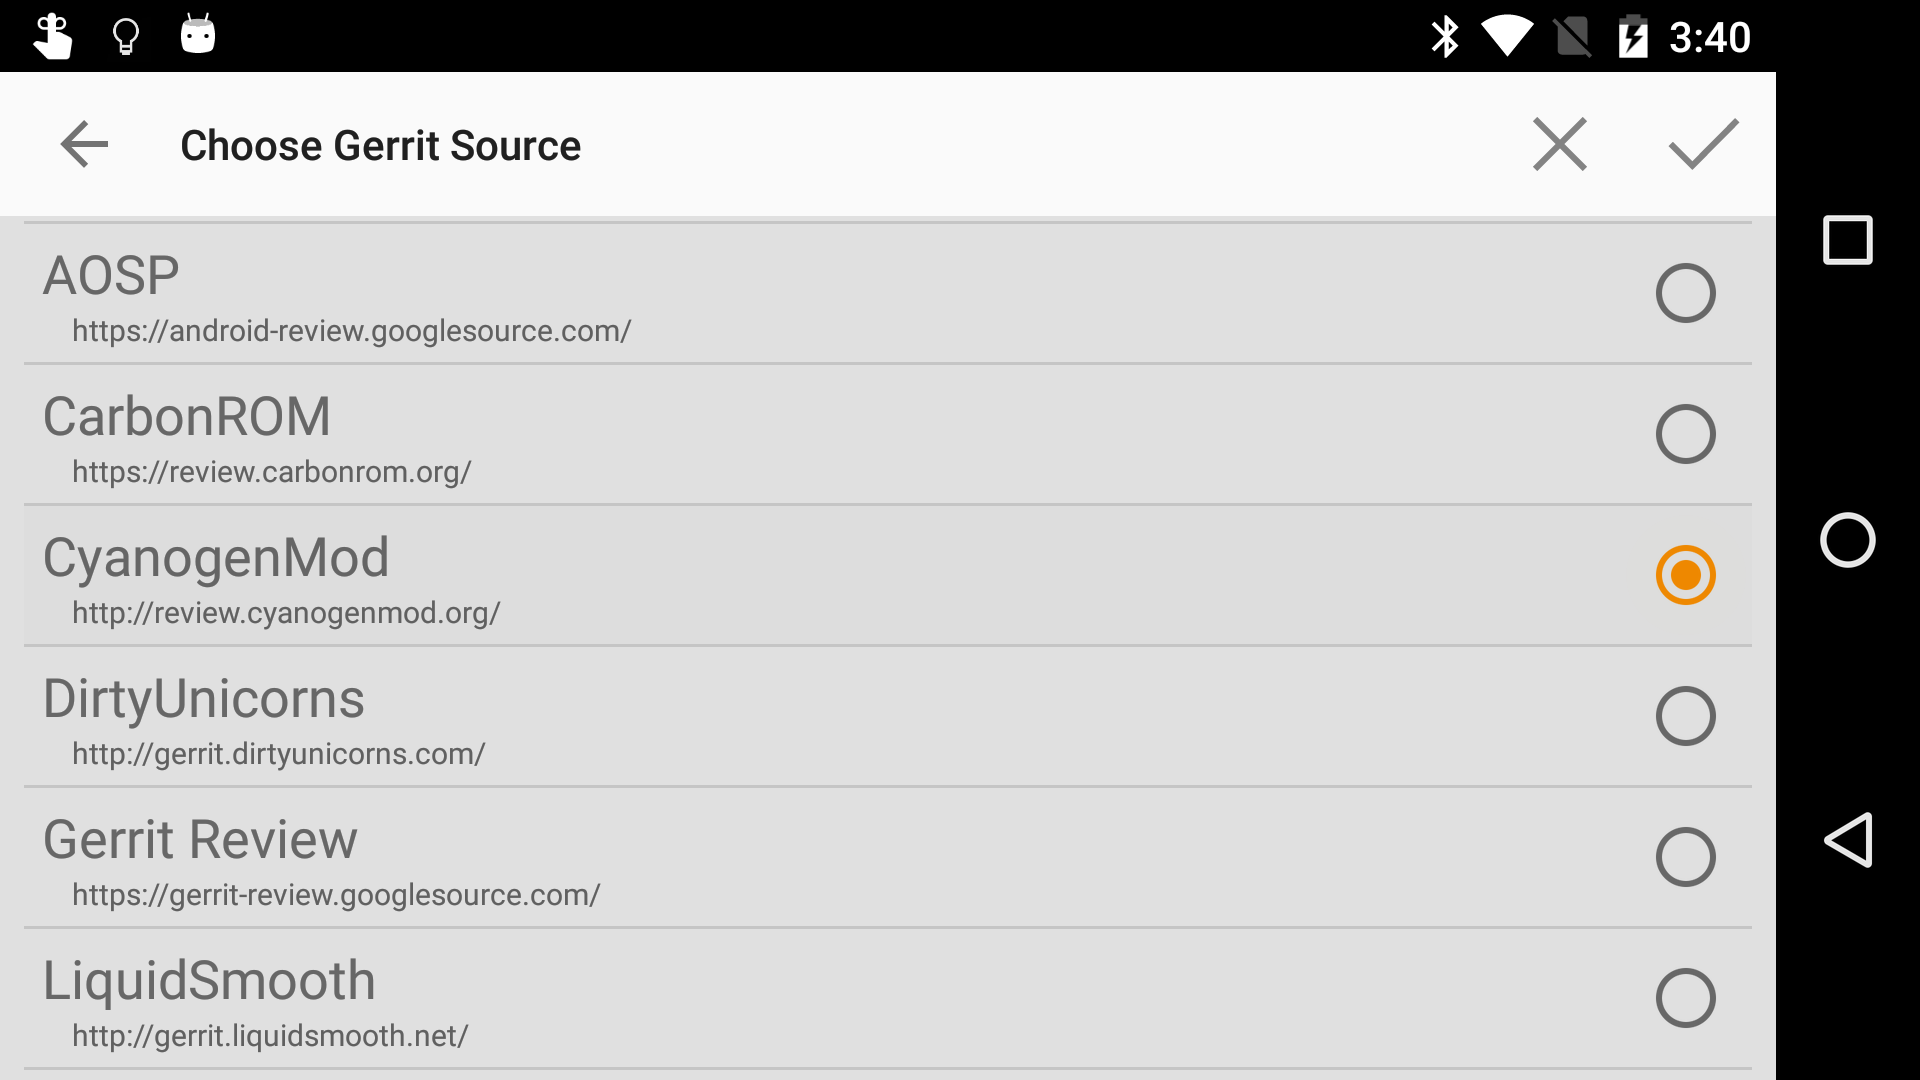 3:40
Choose Gerrit Source
AOSP
https://android-review.googlesource.com/
CarbonROM
https://review.carbonrom.org/
CyanogenMod
http://review.cyanogenmod.org/
DirtyUnicorns
http://gerrit.dirtyunicorns.com/
Gerrit Review
https://gerrit-review.googlesource.com/
LiquidSmooth
http://gerrit.liquidsmooth.net/